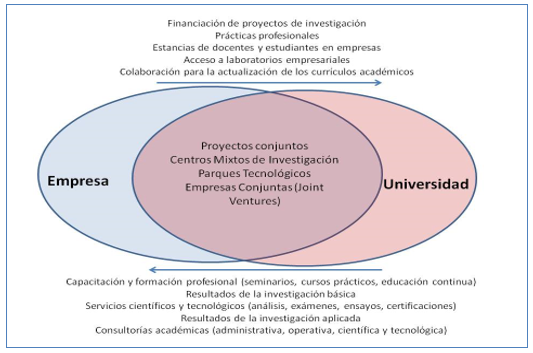 Financiación de proyectos de investigación
Prácticas profesionales
Estancias de docentes y estudiantes en empresas
Acceso a laboratorios empresariales
Colaboración para la actualización de los currículos académicos
Proyectos conjuntos
Centros Mixtos de Investigación
Parques Tecnológicos
Empresas Conjuntas (Joint
Ventures)
Empresa
Universidad
Capacitación y formación profesional (seminarios, cursos prácticos, educación continua)
Resultados de la investigación básica
Servicios científicos y tecnológicos (análisis, exámenes, ensayos, certificaciones)
Resultados de la investigación aplicada
Consultorías académicas (administrativa, operativa, científica y tecnológica)